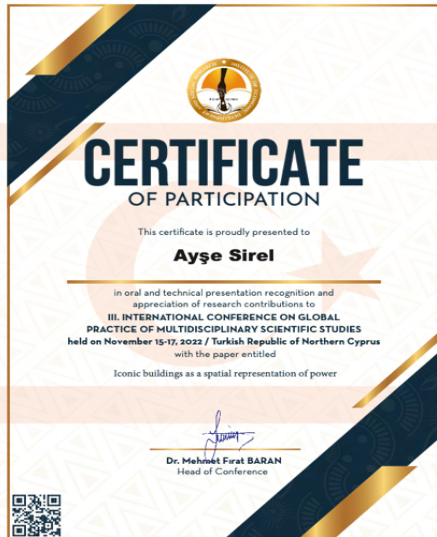 CERTIFICATE
OF PARTICIPATION
This certificate is proudly presented to
Ayşe Sirel
in oral and technical presentation recognition and
appreciation of research contributions to
III. INTERNATIONAL CONFERENCE ON GLOBAL
PRACTICE OF MULTIDISCIPLINARY SCIENTIFIC STUDIES
held on November 15-17, 2022 / Turkish Republic of Northern Cyprus
with the paper entitled
Iconic buildings as a spatial representation of power
Dr. Mehmet Fırat BARAN
Head of Conference